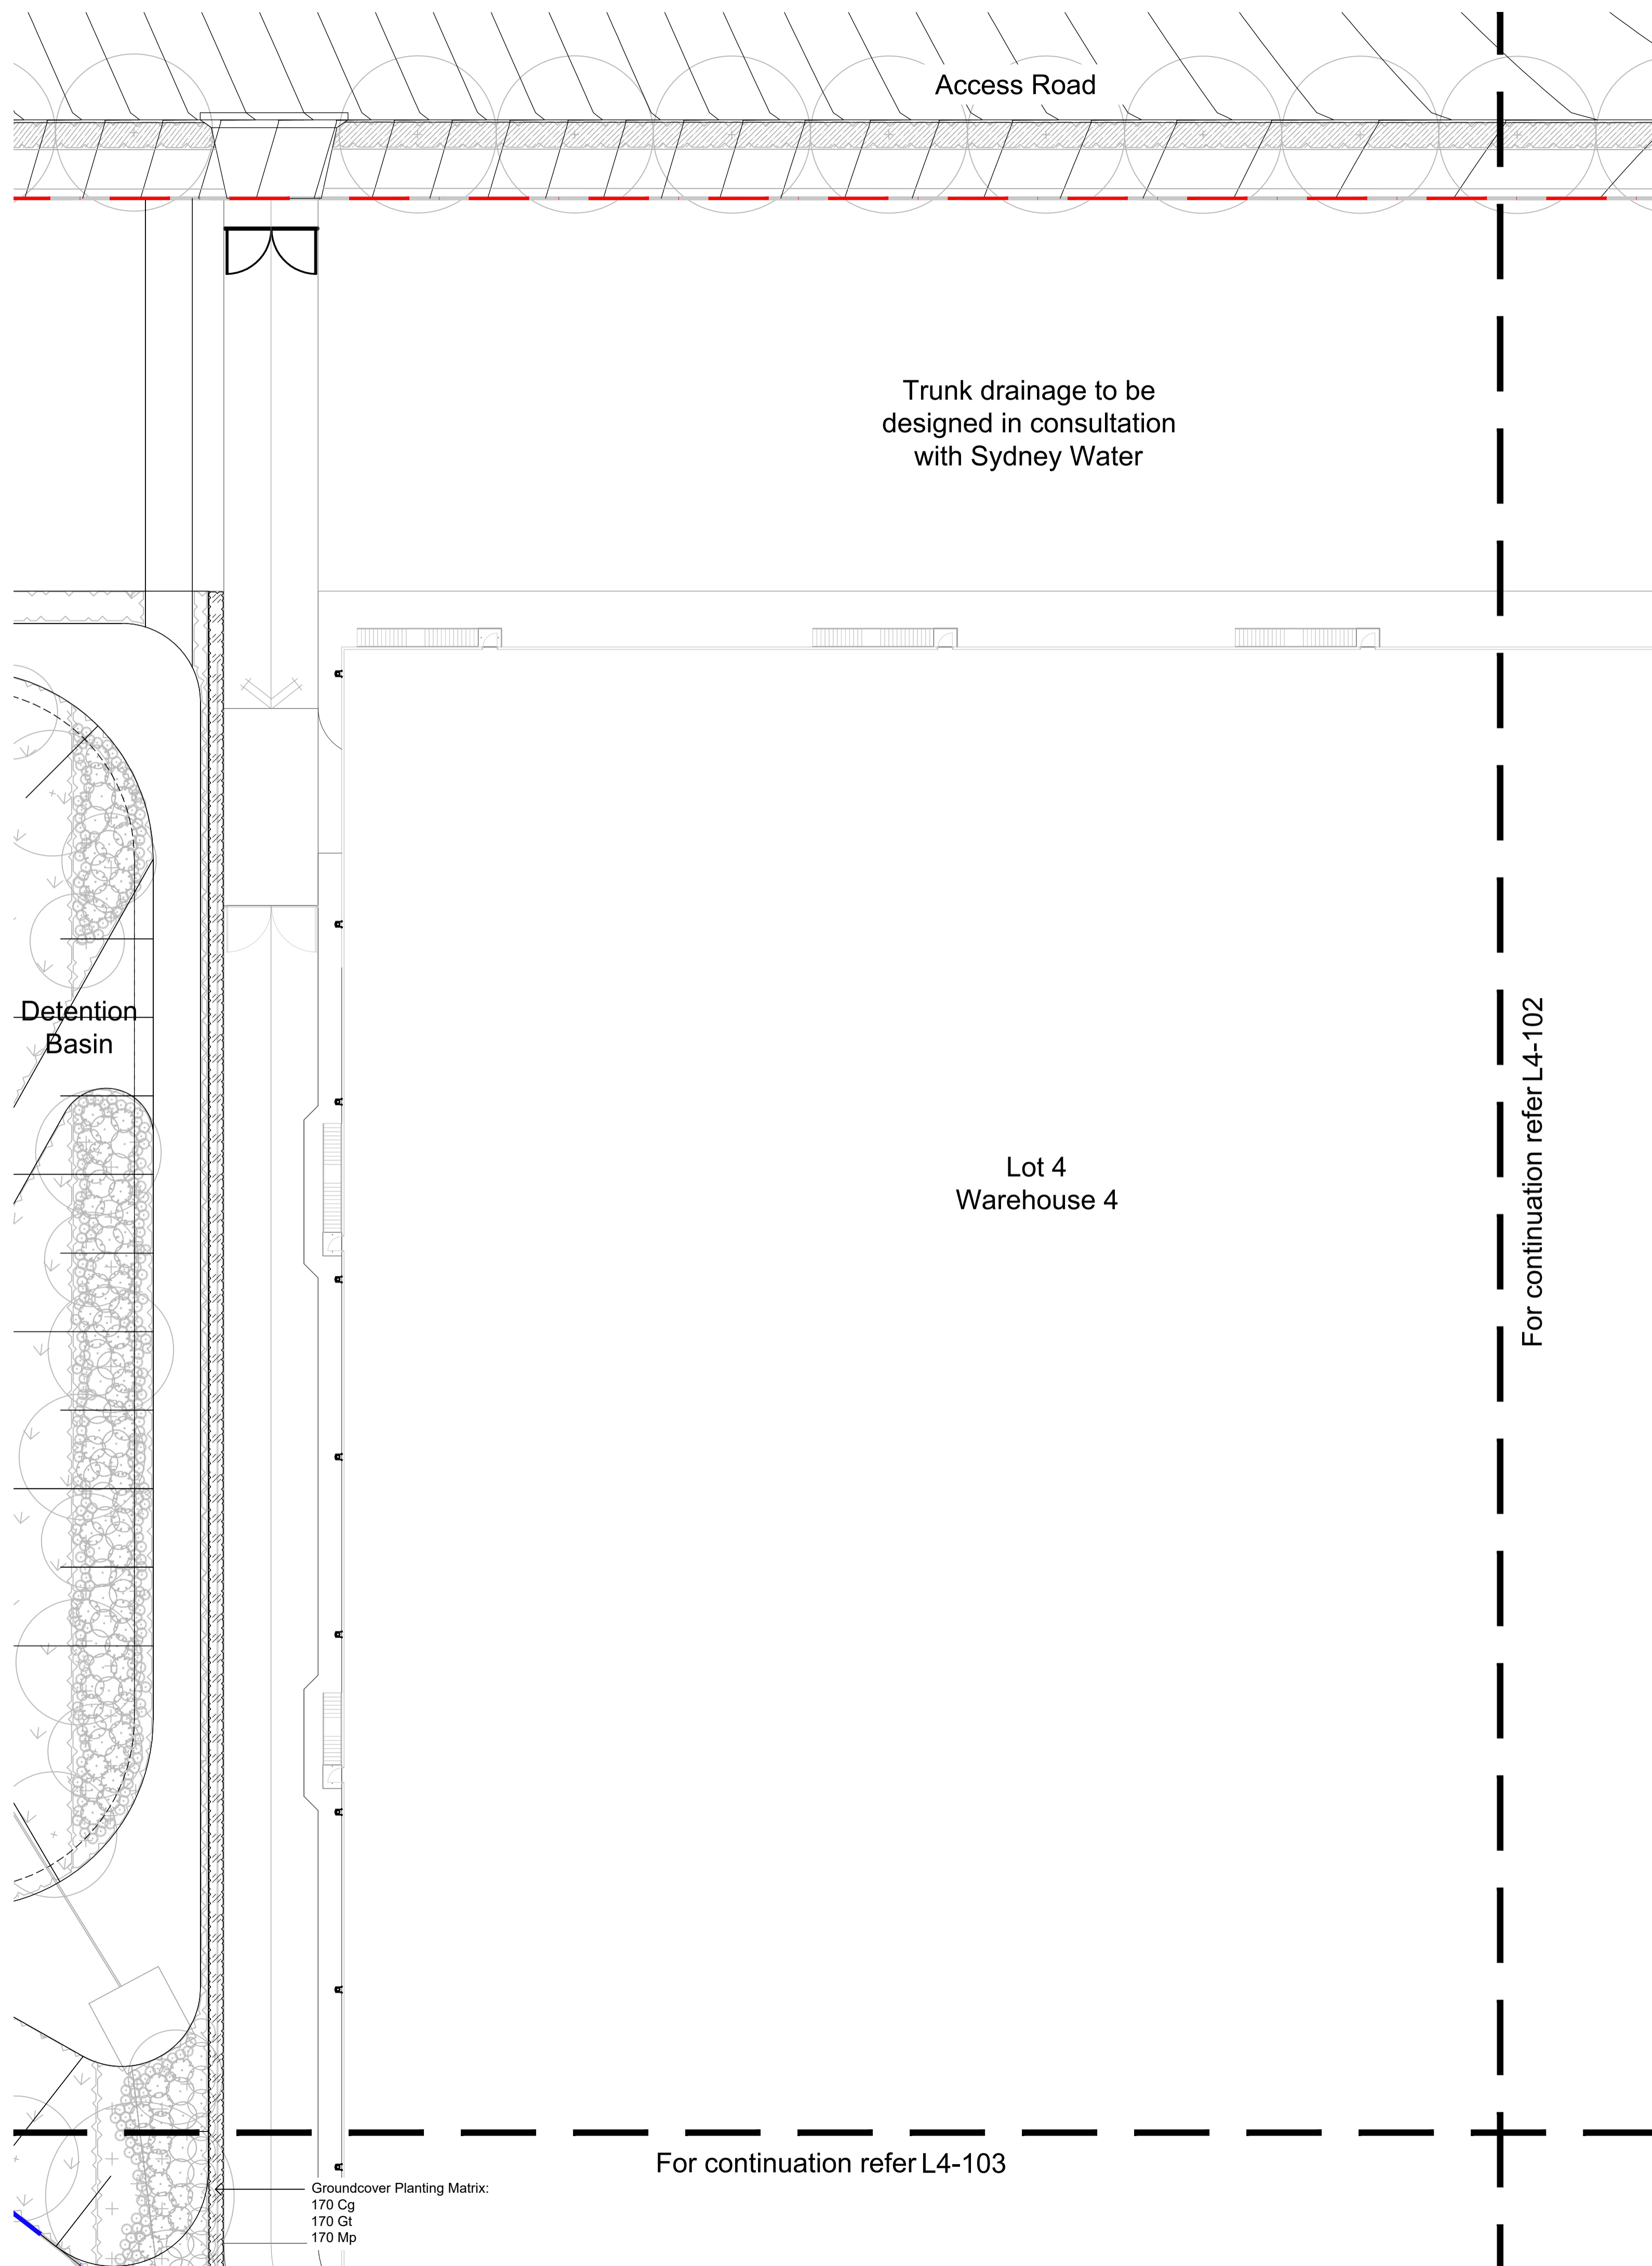 Access Road
Trunk drainage to be
designed in consultation
with Sydney Water
Detention
Basin
Lot 4
Warehouse 4
For continuation refer L4-102
For continuation refer L4-103
Groundcover Planting Matrix:
170 Cg
170 Gt
170 Mp